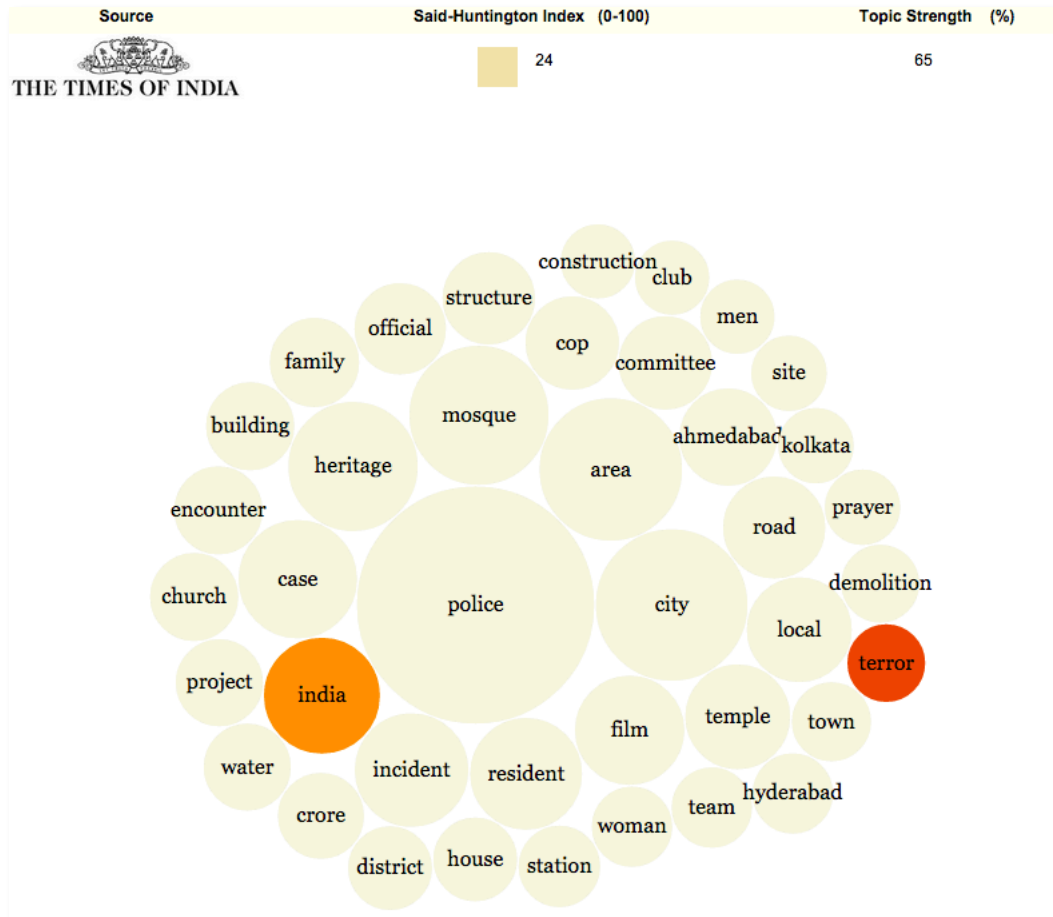 Source Said-Huntington Index (0-100) Topic Strength (%)
THE TIMES OF INDIA 24 65
construction
club
structure
men
official
cop
family
committee
site
mosque
building
ahmedabad
kolkata
heritage
area
encounter
prayer
road
case
demolition
church
police
city
local
terror
project
india
temple
town
film
water
incident
resident
hyderabad
crore
team
woman
district
house
station